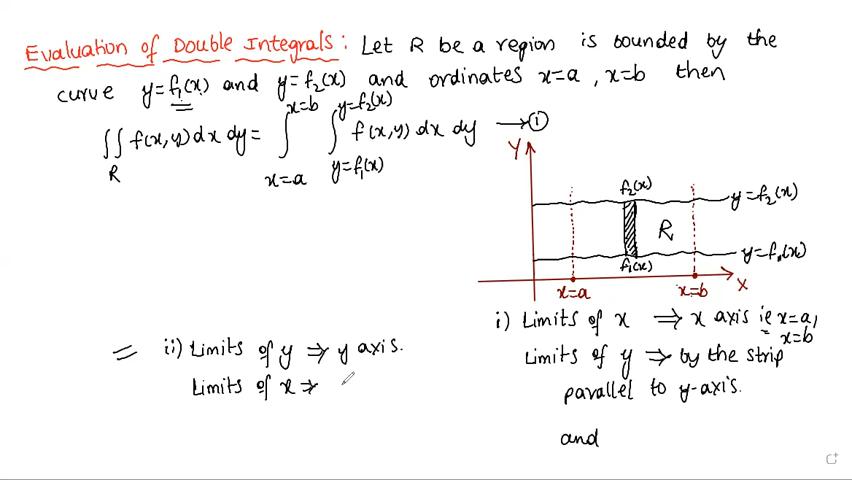 Evaluation of Double Integrals: Let R be a region is bounded by the
curve y=f₁(x) and y=f₂(x) and ordinates x=a, x=b then
∬_R f(x,y) dx dy = ∫_{x=a}^{x=b} ∫_{y=f₁(x)}^{y=f₂(x)} f(x,y) dx dy → ①
Y
f₂(x)
y=f₂(x)
R
y=f₁(x)
f₁(x)
x=a
x=b
X
i) Limits of x ⇒ x axis ie x=a,
x=b
Limits of y ⇒ by the strip
parallel to y-axis.
and
= ii) Limits of y ⇒ y axis.
Limits of x ⇒